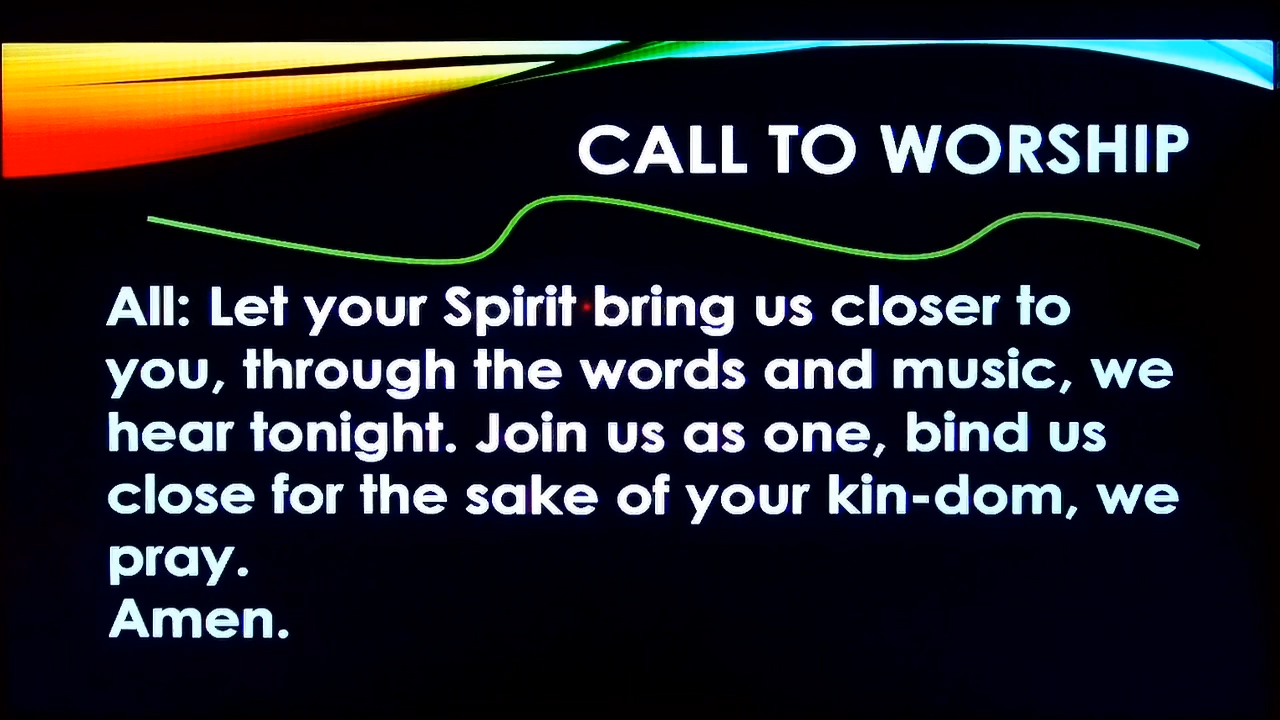 CALL TO WORSHIP
All: Let your Spirit bring us closer to
you, through the words and music, we
hear tonight. Join us as one, bind us
close for the sake of your kin-dom, we
pray.
Amen.